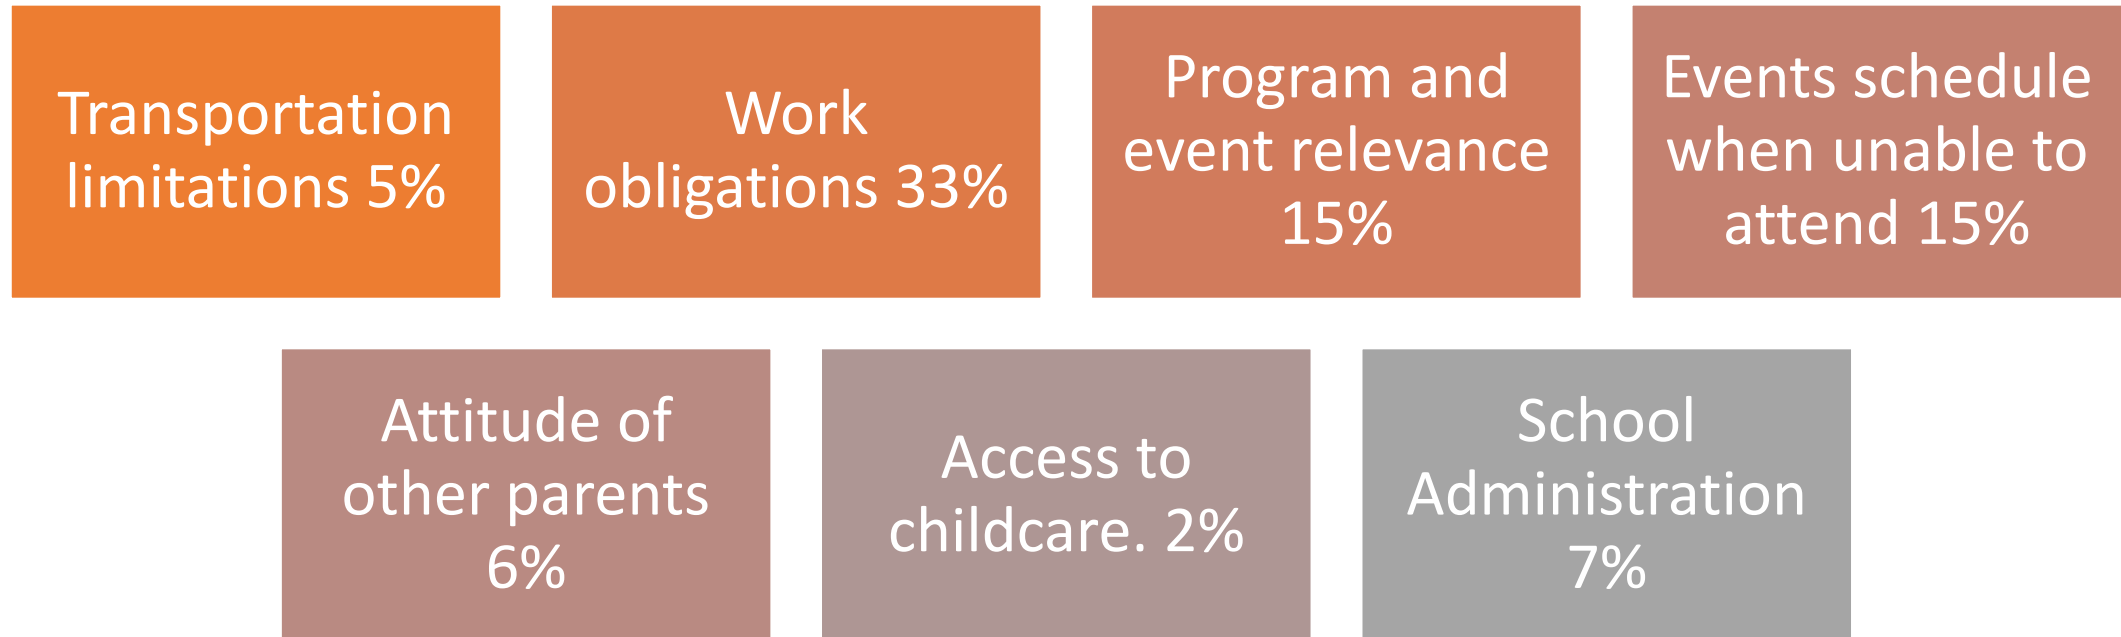 Transportation
limitations 5%
Work
obligations 33%
Program and
event relevance
15%
Events schedule
when unable to
attend 15%
Attitude of
other parents
6%
Access to
childcare. 2%
School
Administration
7%